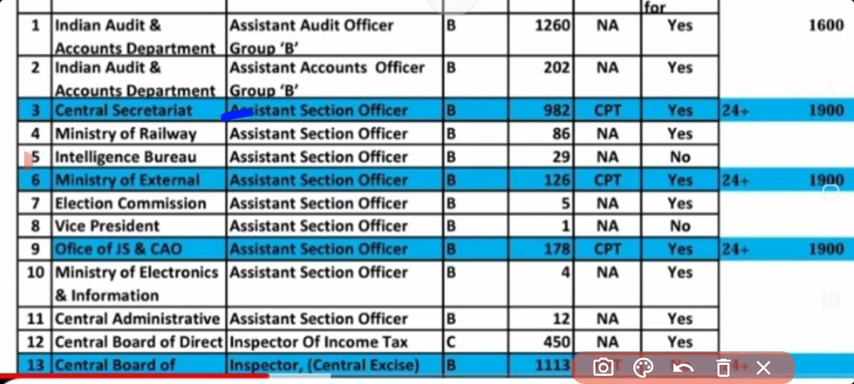 for
1 Indian Audit & Assistant Audit Officer B 1260 NA Yes 1600
Accounts Department Group ‘B’
2 Indian Audit & Assistant Accounts Officer B 202 NA Yes
Accounts Department Group ‘B’
3 Central Secretariat Assistant Section Officer B 982 CPT Yes 24+ 1900
4 Ministry of Railway Assistant Section Officer B 86 NA Yes
5 Intelligence Bureau Assistant Section Officer B 29 NA No
6 Ministry of External Assistant Section Officer B 126 CPT Yes 24+ 1900
7 Election Commission Assistant Section Officer B 5 NA Yes
8 Vice President Assistant Section Officer B 1 NA No
9 Ofice of JS & CAO Assistant Section Officer B 178 CPT Yes 24+ 1900
10 Ministry of Electronics Assistant Section Officer B 4 NA Yes
& Information
11 Central Administrative Assistant Section Officer B 12 NA Yes
12 Central Board of Direct Inspector Of Income Tax C 450 NA Yes
13 Central Board of Inspector, (Central Excise) B 1113